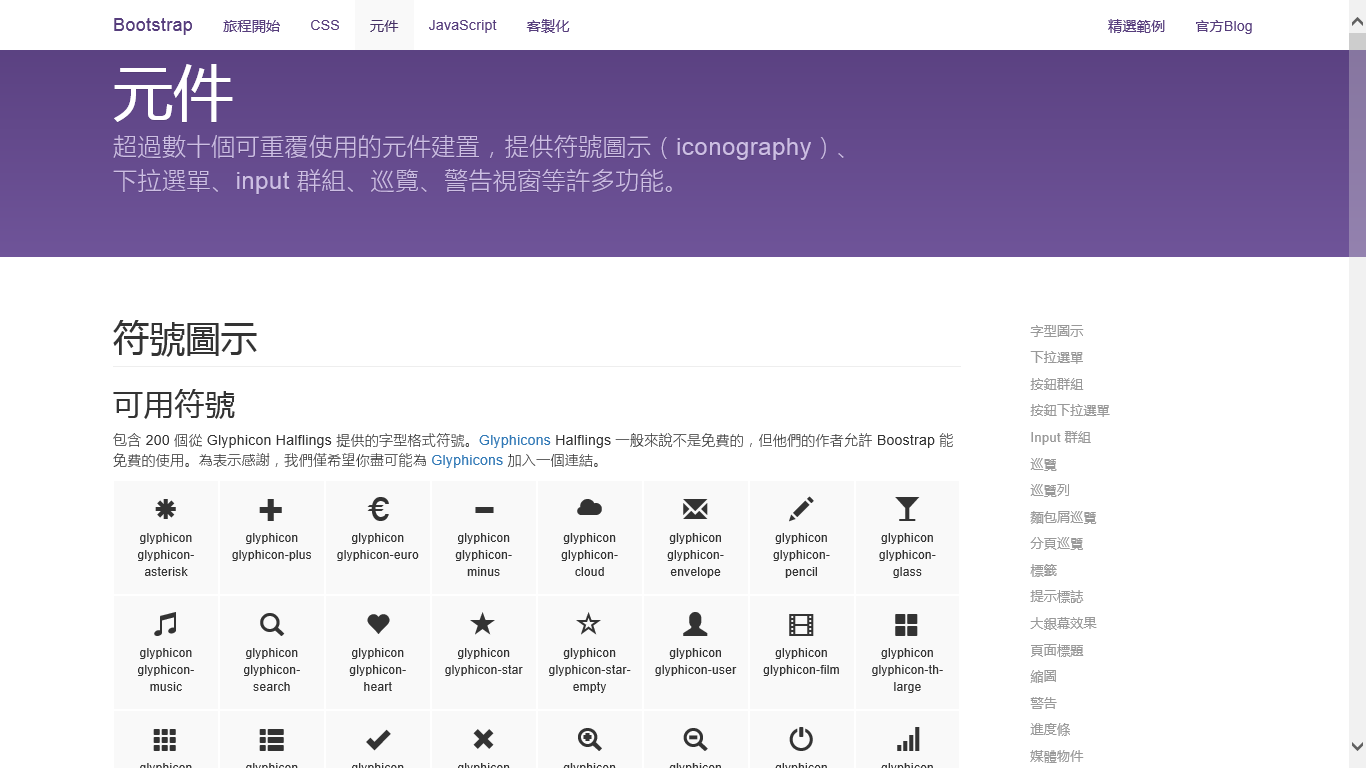 Bootstrap 旅程開始 CSS 元件 JavaScript 客製化 精選範例 官方Blog
元件
超過數十個可重覆使用的元件建置，提供符號圖示（iconography）、
下拉選單、input 群組、巡覽、警告視窗等許多功能。
符號圖示
可用符號
包含 200 個從 Glyphicon Halflings 提供的字型格式符號。Glyphicons Halflings 一般來說不是免費的，但他們的作者允許 Boostrap 能
免費的使用。為表示感謝，我們僅希望你盡可能為 Glyphicons 加入一個連結。
glyphicon
glyphicon-
asterisk
glyphicon
glyphicon-plus
glyphicon
glyphicon-euro
glyphicon
glyphicon-
minus
glyphicon
glyphicon-
cloud
glyphicon
glyphicon-
envelope
glyphicon
glyphicon-
pencil
glyphicon
glyphicon-
glass
glyphicon
glyphicon-
music
glyphicon
glyphicon-
search
glyphicon
glyphicon-
heart
glyphicon
glyphicon-star
glyphicon
glyphicon-star-
empty
glyphicon
glyphicon-user
glyphicon
glyphicon-film
glyphicon
glyphicon-th-
large
glyphicon
glyphicon
glyphicon
glyphicon
glyphicon
glyphicon
glyphicon
glyphicon
字型圖示
下拉選單
按鈕群組
按鈕下拉選單
Input 群組
巡覽
巡覽列
麵包屑巡覽
分頁巡覽
標籤
提示標誌
大銀幕效果
頁面標題
縮圖
警告
進度條
媒體物件